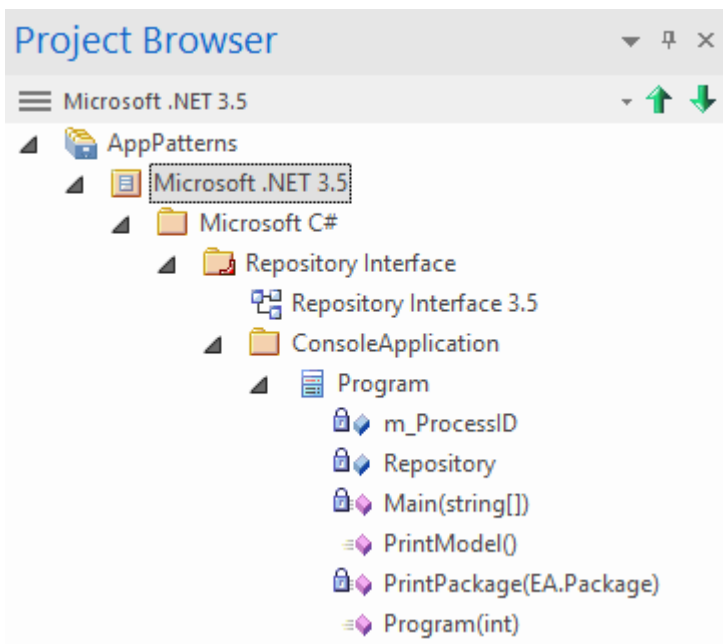 Project Browser
Microsoft .NET 3.5
AppPatterns
Microsoft .NET 3.5
Microsoft C#
Repository Interface
Repository Interface 3.5
ConsoleApplication
Program
m_ProcessID
Repository
Main(string[])
PrintModel()
PrintPackage(EA.Package)
Program(int)